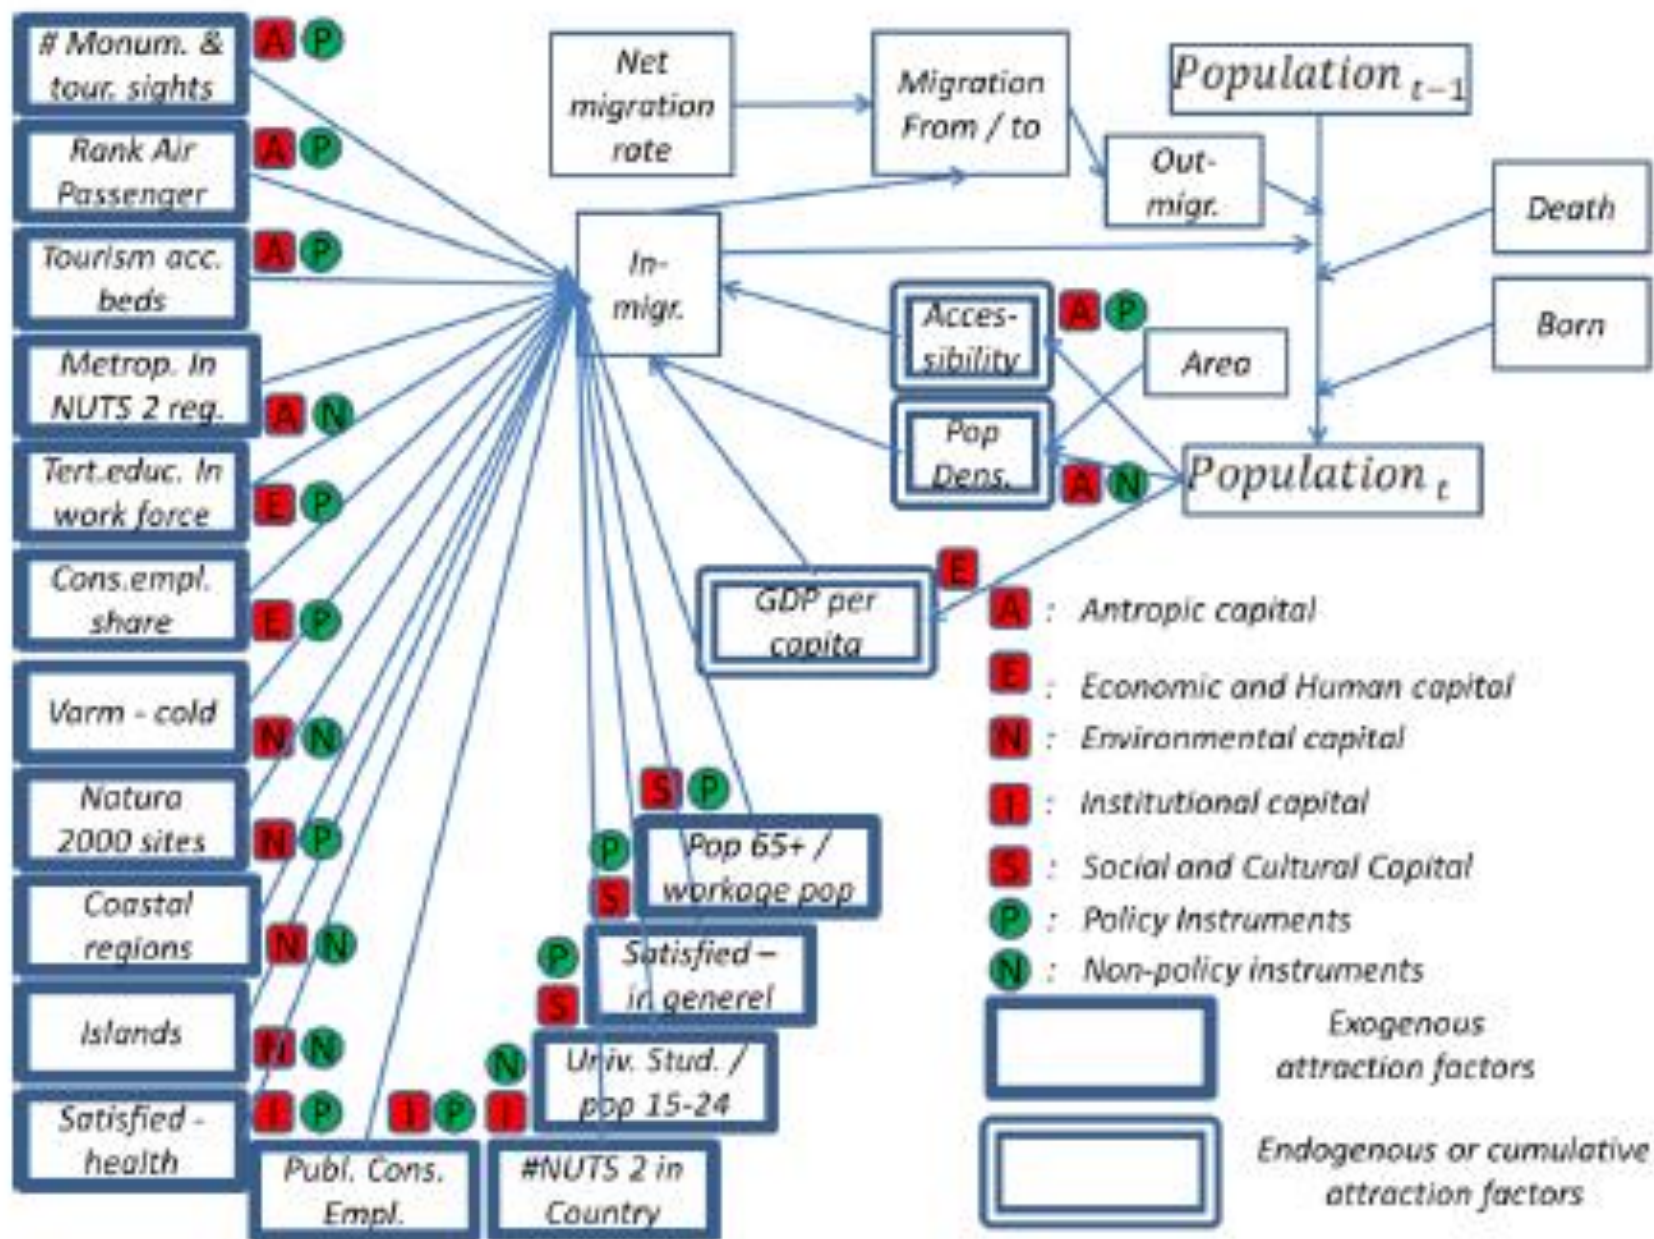 # Monum. &
tour. sights
A P
Rank Air
Passenger
A P
Tourism acc.
beds
A P
Metrop. In
NUTS 2 reg.
A N
Tert.educ. In
work force
E P
Cons.empl.
share
E P
Varm - cold
N N
Natura
2000 sites
N P
Coastal
regions
N N
Islands
N N
Satisfied -
health
I P
Publ. Cons.
Empl.
I P
#NUTS 2 in
Country
N
I
Univ. Stud. /
pop 15-24
P
S
Satisfied –
in generel
P
S
Pop 65+ /
workage pop
S P
Net
migration
rate
Migration
From / to
Population t−1
Out-
migr.
Death
In-
migr.
Born
Acces-
sibility
A P
Area
Pop
Dens.
A N
Population t
GDP per
capita
E
A : Antropic capital
E : Economic and Human capital
N : Environmental capital
I : Institutional capital
S : Social and Cultural Capital
P : Policy Instruments
N : Non-policy instruments
Exogenous
attraction factors
Endogenous or cumulative
attraction factors